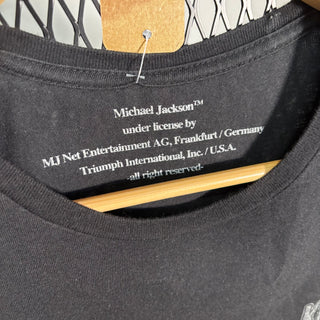 Michael Jackson™
under license by
MJ Net Entertainment AG, Frankfurt / Germany
Triumph International, Inc. / U.S.A.
-all right reserved-